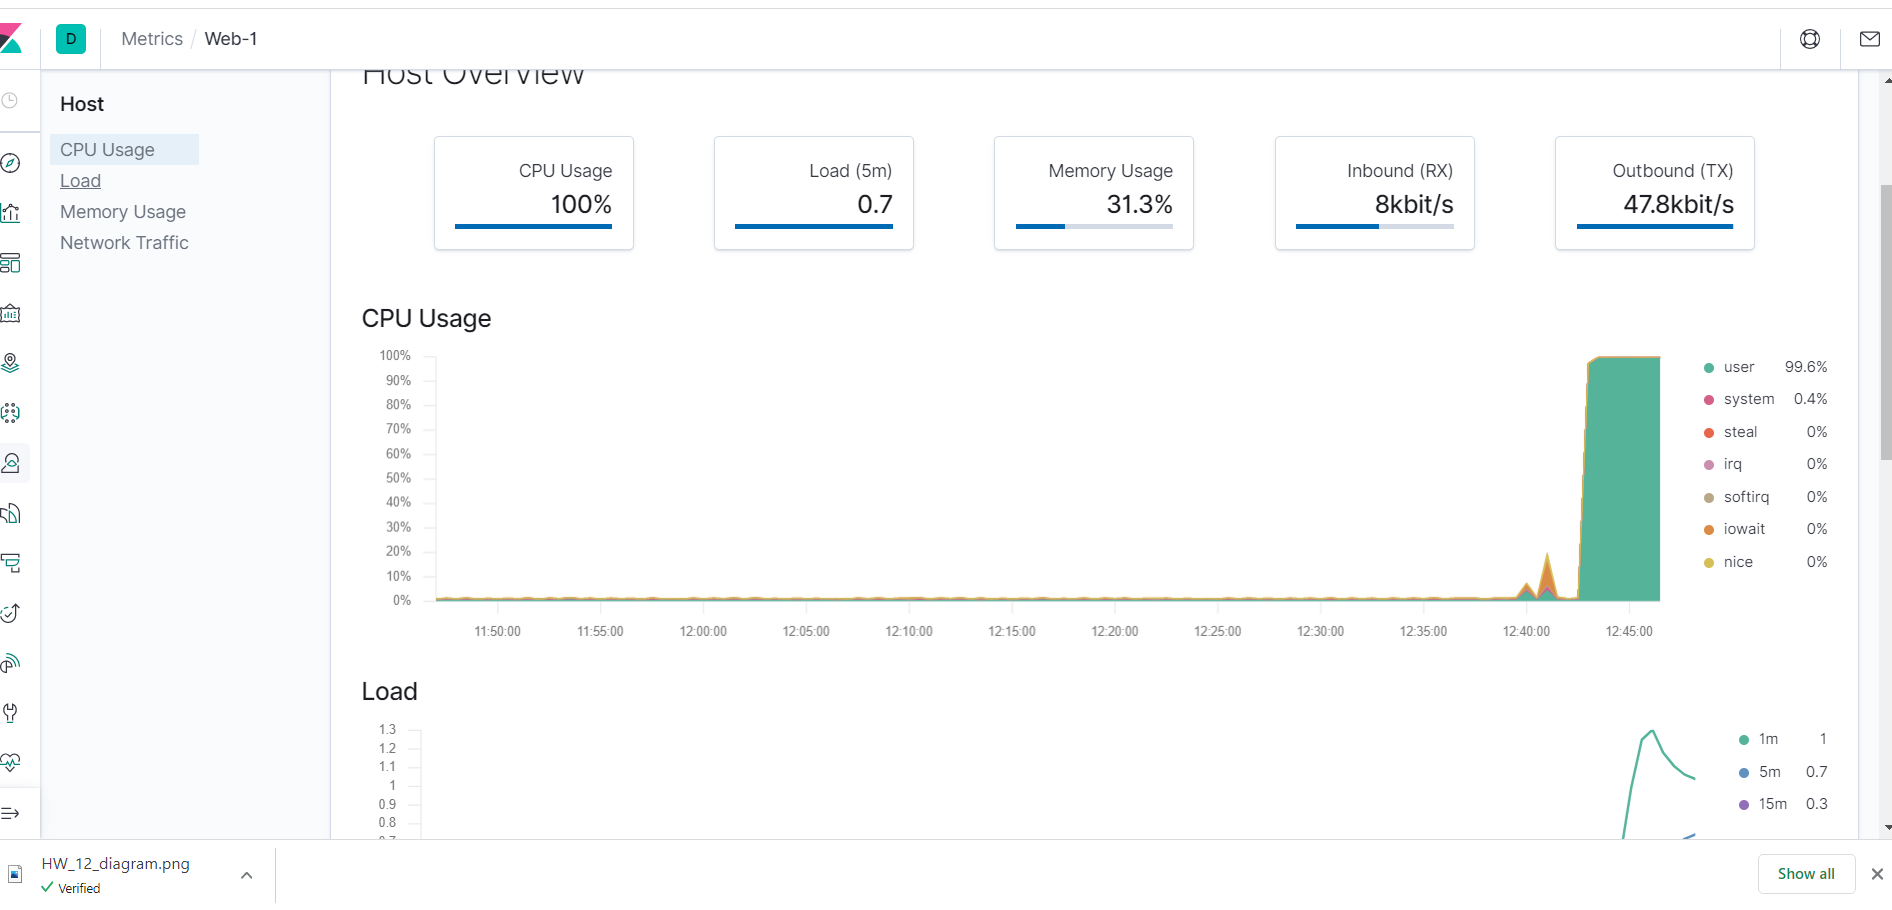 D
Metrics / Web-1
Host
CPU Usage
Load
Memory Usage
Network Traffic
Host Overview
CPU Usage
100%
Load (5m)
0.7
Memory Usage
31.3%
Inbound (RX)
8kbit/s
Outbound (TX)
47.8kbit/s
CPU Usage
100%
90%
80%
70%
60%
50%
40%
30%
20%
10%
0%
11:50:00 11:55:00 12:00:00 12:05:00 12:10:00 12:15:00 12:20:00 12:25:00 12:30:00 12:35:00 12:40:00 12:45:00
user 99.6%
system 0.4%
steal 0%
irq 0%
softirq 0%
iowait 0%
nice 0%
Load
1.3
1.2
1.1
1
0.9
0.8
0.7
1m 1
5m 0.7
15m 0.3
HW_12_diagram.png
Verified
Show all